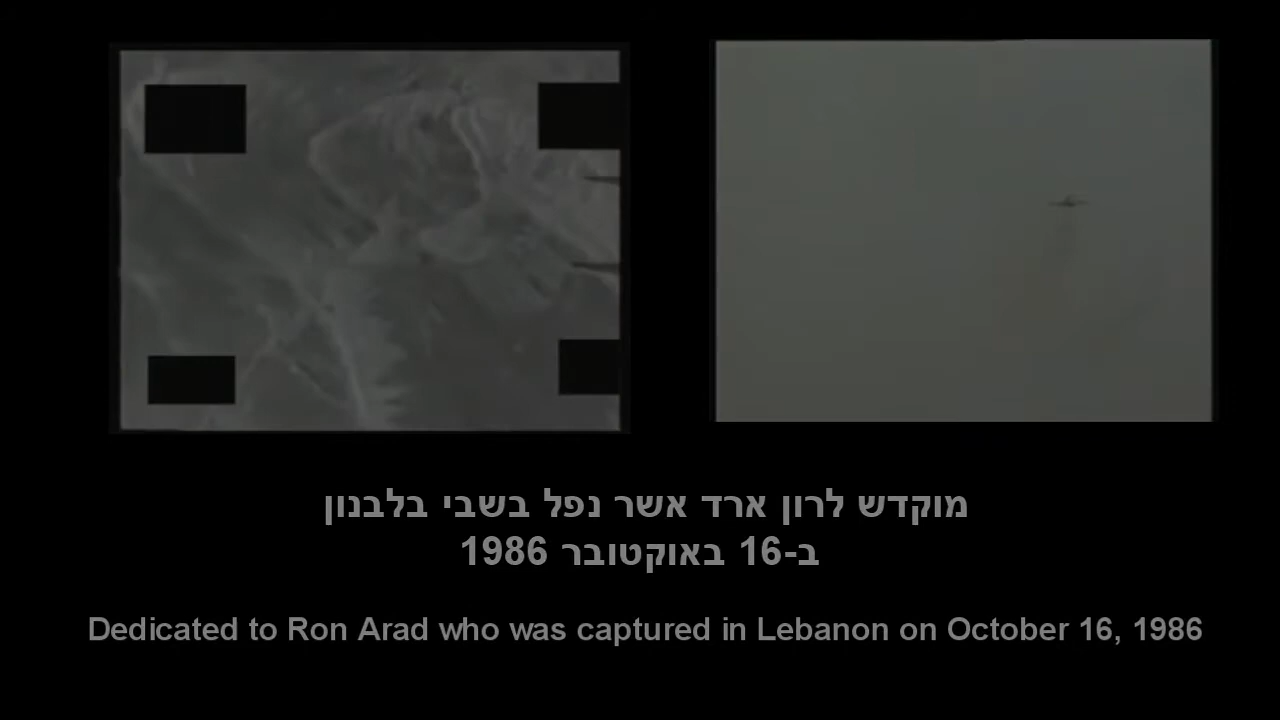 מוקדש לרון ארד אשר נפל בשבי בלבנון
ב-16 באוקטובר 1986
Dedicated to Ron Arad who was captured in Lebanon on October 16, 1986